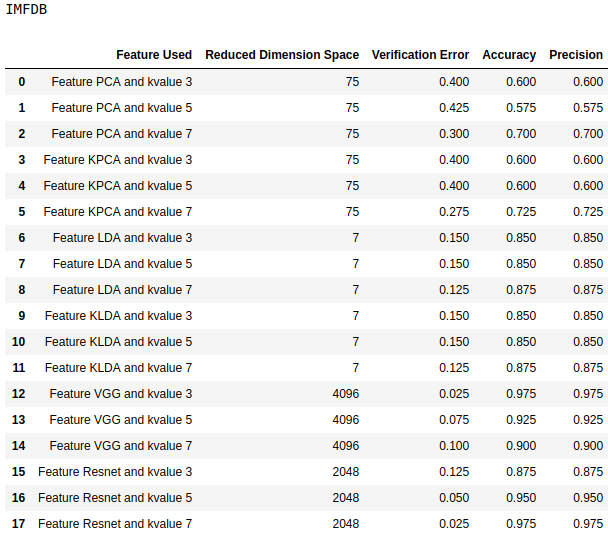 IMFDB
Feature Used Reduced Dimension Space Verification Error Accuracy Precision
0 Feature PCA and kvalue 3 75 0.400 0.600 0.600
1 Feature PCA and kvalue 5 75 0.425 0.575 0.575
2 Feature PCA and kvalue 7 75 0.300 0.700 0.700
3 Feature KPCA and kvalue 3 75 0.400 0.600 0.600
4 Feature KPCA and kvalue 5 75 0.400 0.600 0.600
5 Feature KPCA and kvalue 7 75 0.275 0.725 0.725
6 Feature LDA and kvalue 3 7 0.150 0.850 0.850
7 Feature LDA and kvalue 5 7 0.150 0.850 0.850
8 Feature LDA and kvalue 7 7 0.125 0.875 0.875
9 Feature KLDA and kvalue 3 7 0.150 0.850 0.850
10 Feature KLDA and kvalue 5 7 0.150 0.850 0.850
11 Feature KLDA and kvalue 7 7 0.125 0.875 0.875
12 Feature VGG and kvalue 3 4096 0.025 0.975 0.975
13 Feature VGG and kvalue 5 4096 0.075 0.925 0.925
14 Feature VGG and kvalue 7 4096 0.100 0.900 0.900
15 Feature Resnet and kvalue 3 2048 0.125 0.875 0.875
16 Feature Resnet and kvalue 5 2048 0.050 0.950 0.950
17 Feature Resnet and kvalue 7 2048 0.025 0.975 0.975